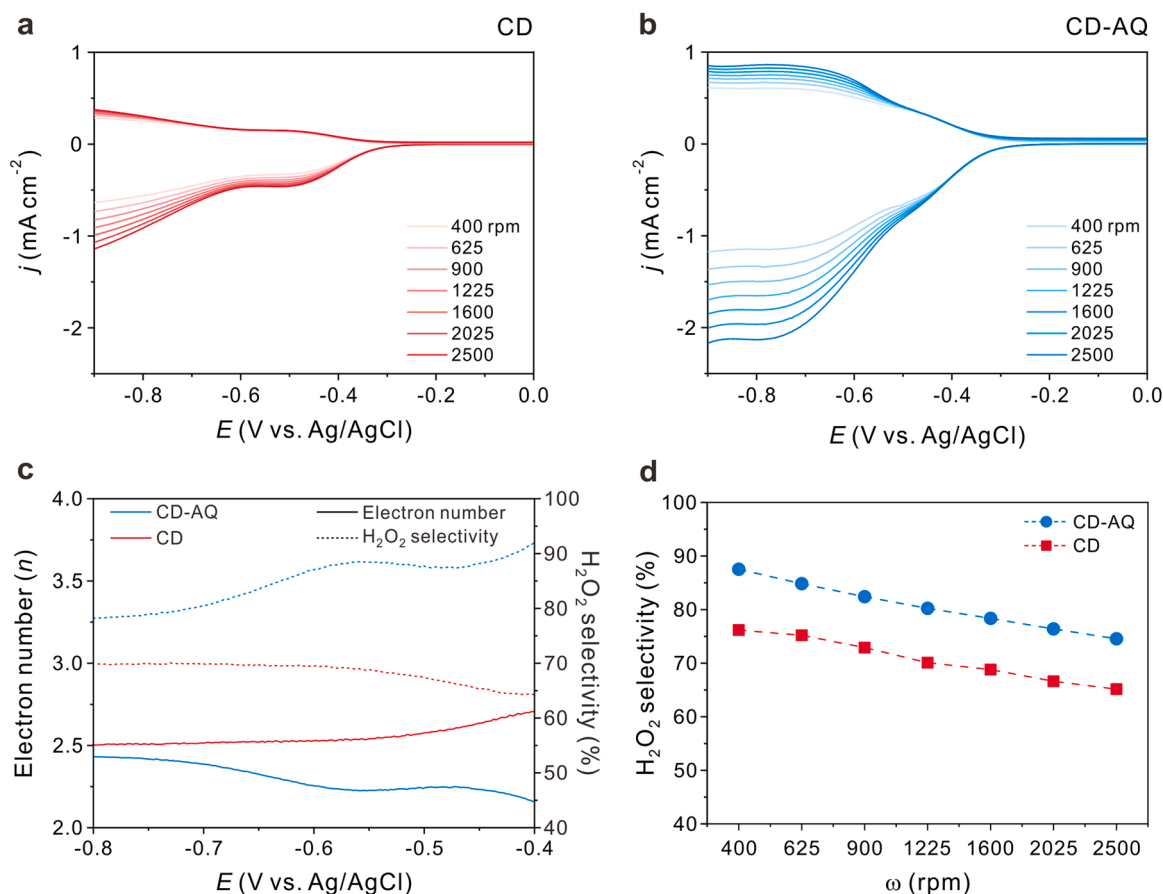 a
CD
1
0
-1
-2
j (mA cm⁻²)
400 rpm
625
900
1225
1600
2025
2500
-0.8
-0.6
-0.4
-0.2
0.0
E (V vs. Ag/AgCl)
b
CD-AQ
1
0
-1
-2
j (mA cm⁻²)
400 rpm
625
900
1225
1600
2025
2500
-0.8
-0.6
-0.4
-0.2
0.0
E (V vs. Ag/AgCl)
c
4.0
3.5
3.0
2.5
2.0
Electron number (n)
CD-AQ
CD
Electron number
H₂O₂ selectivity
100
90
80
70
60
50
40
H₂O₂ selectivity (%)
-0.8
-0.7
-0.6
-0.5
-0.4
E (V vs. Ag/AgCl)
d
100
90
80
70
60
50
40
H₂O₂ selectivity (%)
CD-AQ
CD
400
625
900
1225
1600
2025
2500
ω (rpm)